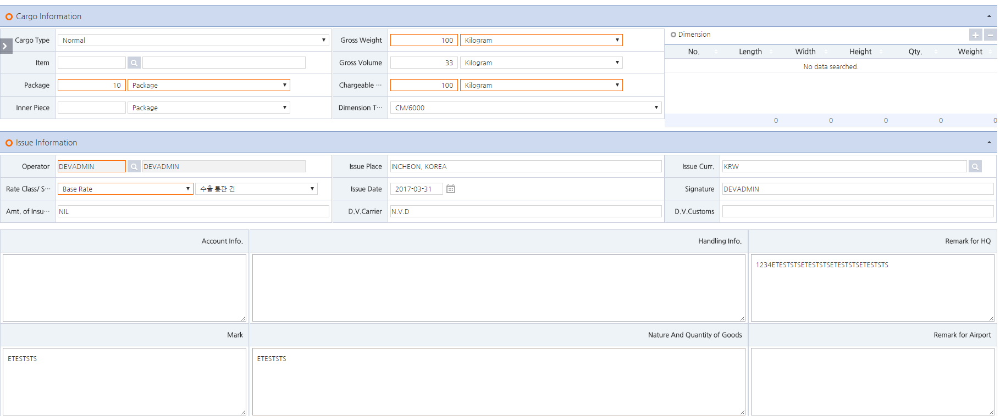 Cargo Information
Cargo Type Normal Gross Weight 100 Kilogram Dimension
No. Length Width Height Qty. Weight
Item Gross Volume 33 Kilogram No data searched.
Package 10 Package Chargeable ··· 100 Kilogram
Inner Piece Package Dimension T··· CM/6000
0 0 0 0 0
Issue Information
Operator DEVADMIN DEVADMIN Issue Place INCHEON, KOREA Issue Curr. KRW
Rate Class/ S··· Base Rate 수출 통관 건 Issue Date 2017-03-31 Signature DEVADMIN
Amt. of Insu··· NIL D.V.Carrier N.V.D D.V.Customs
Account Info. Handling Info. Remark for HQ
1234ETESTSTSETESTSTSETESTSTSETESTSTS
Mark Nature And Quantity of Goods Remark for Airport
ETESTSTS ETESTSTS